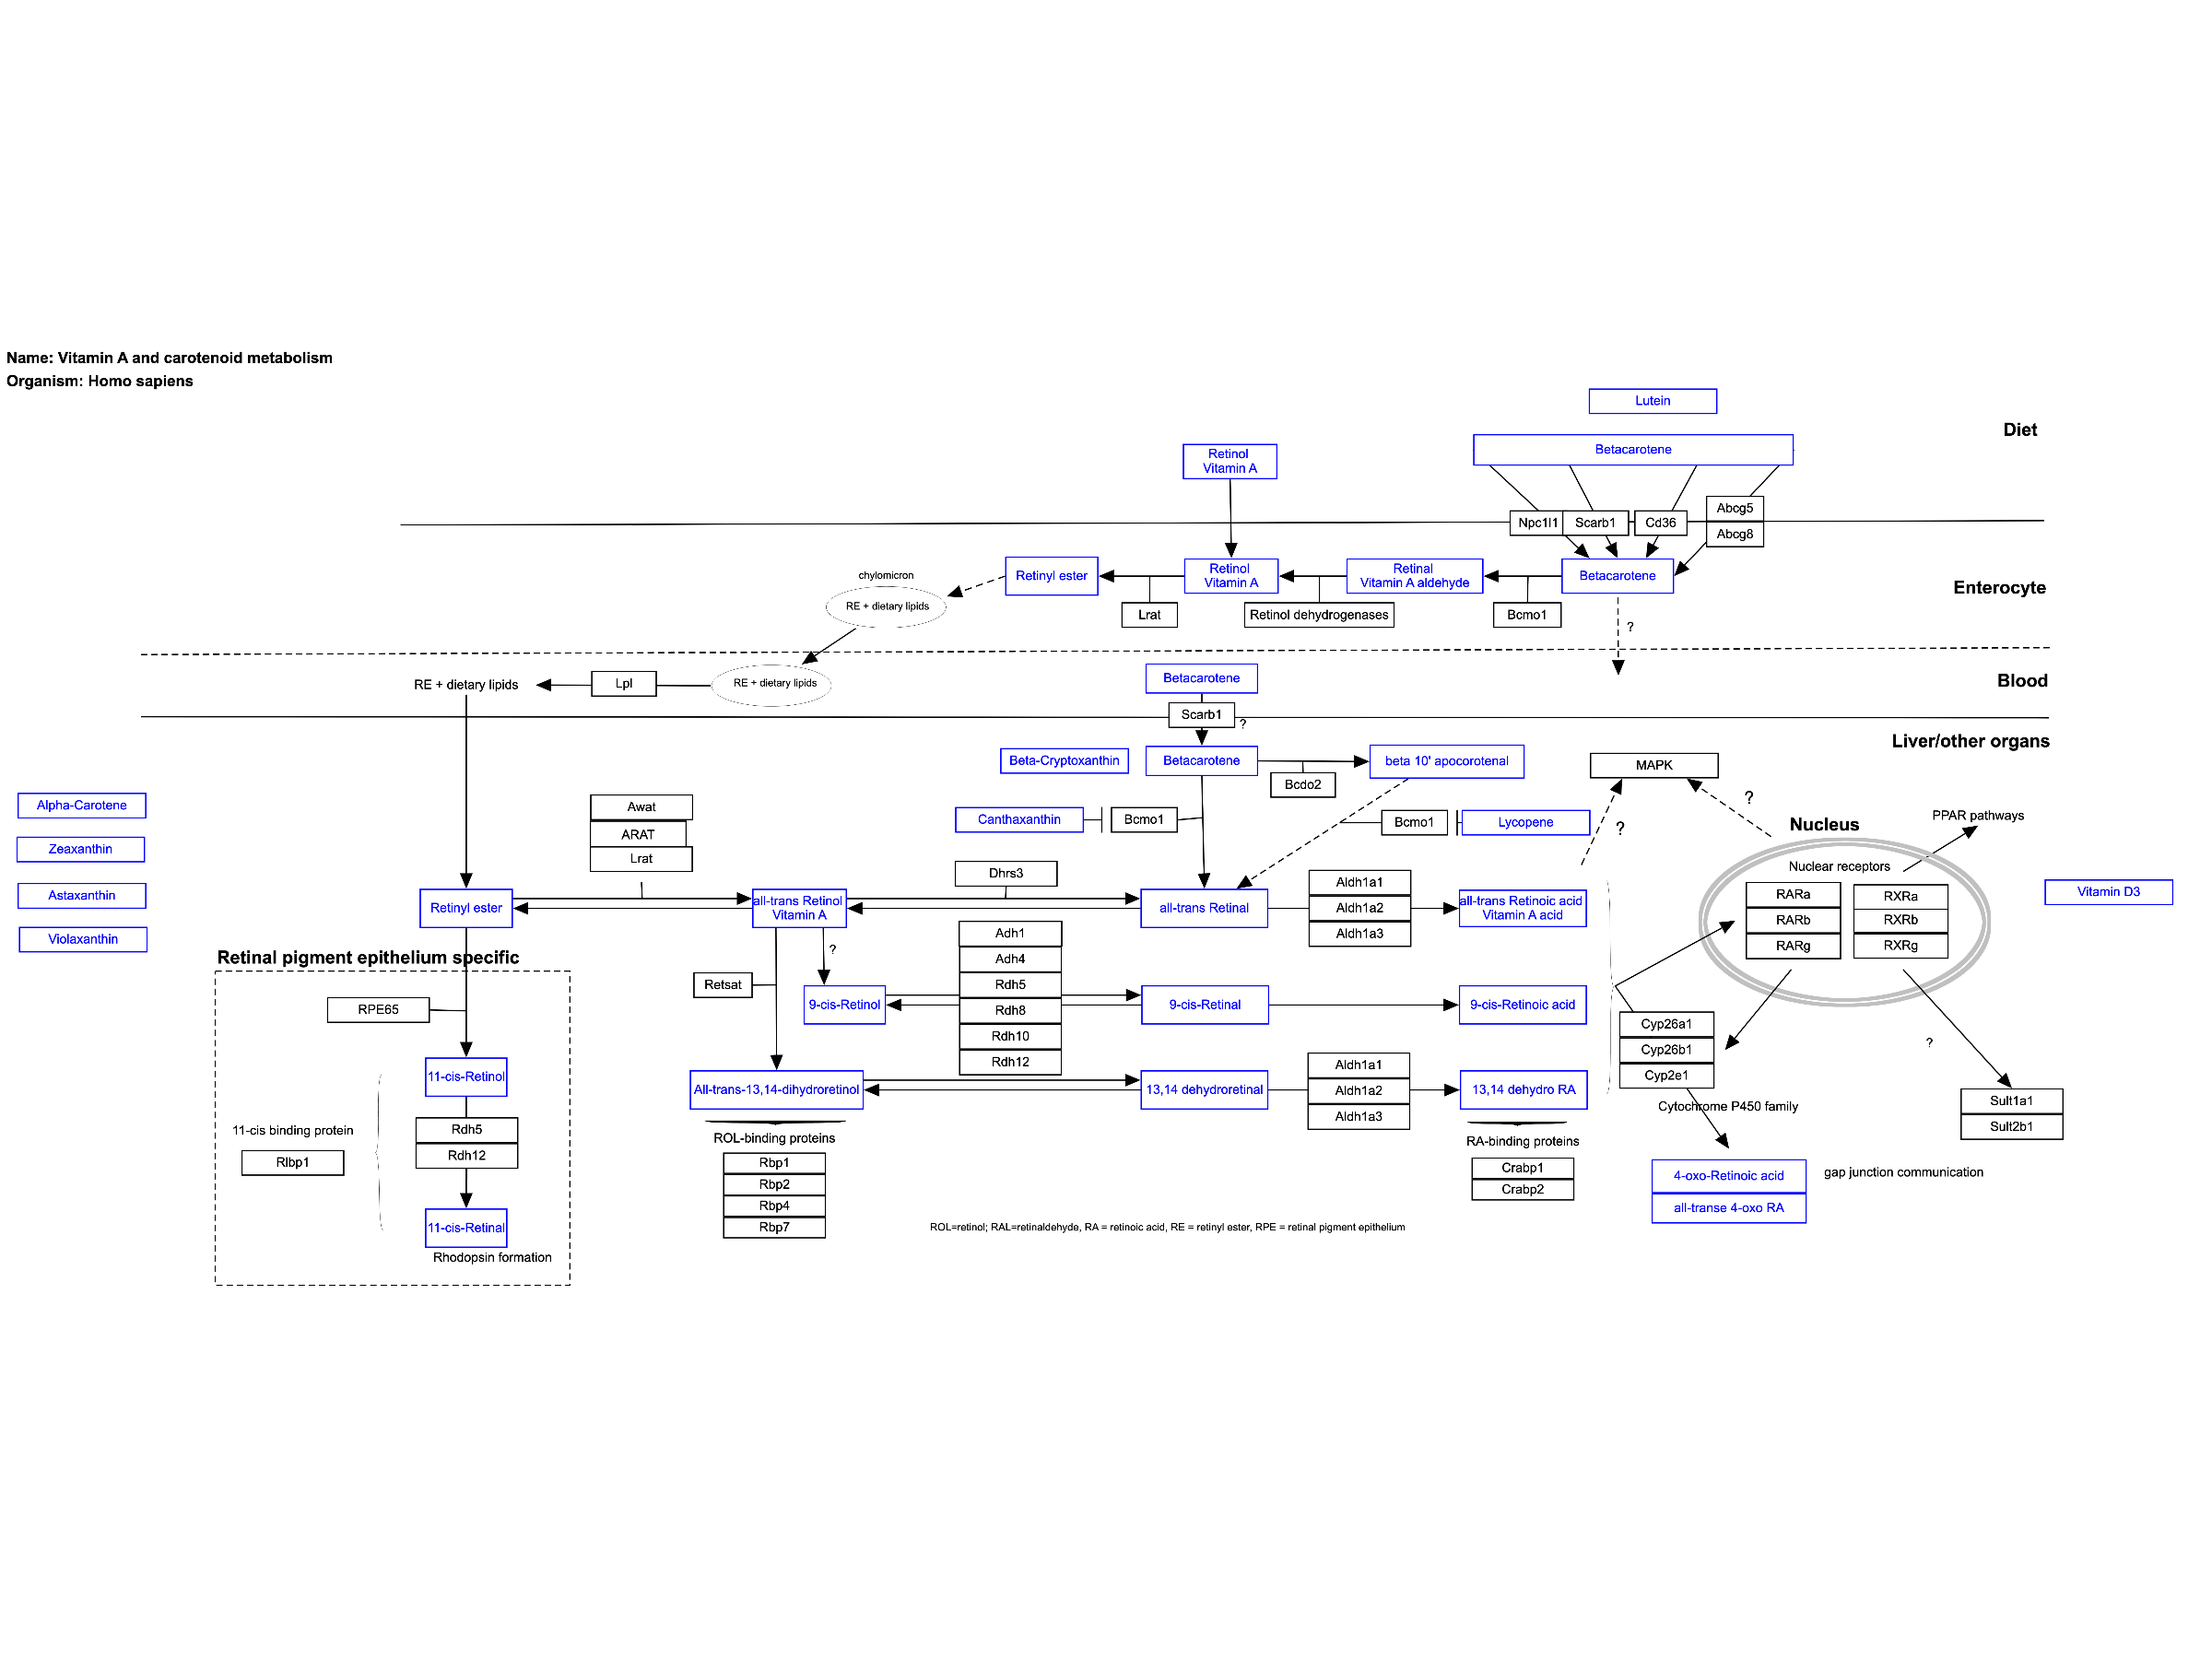 Name: Vitamin A and carotenoid metabolism
Organism: Homo sapiens
Lutein
Diet
Betacarotene
Retinol
Vitamin A
Npc1l1
Scarb1
Cd36
Abcg5
Abcg8
Retinyl ester
Retinol
Vitamin A
Retinal
Vitamin A aldehyde
Betacarotene
Enterocyte
chylomicron
RE + dietary lipids
Lrat
Retinol dehydrogenases
Bcmo1
?
RE + dietary lipids
Lpl
RE + dietary lipids
Betacarotene
Blood
Scarb1
?
Liver/other organs
Beta-Cryptoxanthin
Betacarotene
beta 10' apocorotenal
MAPK
Bcdo2
?
Alpha-Carotene
Awat
ARAT
Lrat
Canthaxanthin
Bcmo1
Bcmo1
Lycopene
?
PPAR pathways
Nucleus
Zeaxanthin
Nuclear receptors
Dhrs3
Aldh1a1
Aldh1a2
Aldh1a3
RARa
RARb
RARg
RXRa
RXRb
RXRg
Vitamin D3
Astaxanthin
Retinyl ester
all-trans Retinol
Vitamin A
all-trans Retinal
all-trans Retinoic acid
Vitamin A acid
Violaxanthin
Retinal pigment epithelium specific
?
Adh1
Adh4
Rdh5
Rdh8
Rdh10
Rdh12
Retsat
9-cis-Retinol
9-cis-Retinal
9-cis-Retinoic acid
RPE65
Cyp26a1
Cyp26b1
Cyp2e1
Cytochrome P450 family
?
11-cis-Retinol
All-trans-13,14-dihydroretinol
13,14 dehydroretinal
Aldh1a1
Aldh1a2
Aldh1a3
13,14 dehydro RA
Sult1a1
Sult2b1
11-cis binding protein
Rlbp1
Rdh5
Rdh12
ROL-binding proteins
Rbp1
Rbp2
Rbp4
Rbp7
RA-binding proteins
Crabp1
Crabp2
4-oxo-Retinoic acid
all-transe 4-oxo RA
gap junction communication
11-cis-Retinal
Rhodopsin formation
ROL=retinol; RAL=retinaldehyde, RA = retinoic acid, RE = retinyl ester, RPE = retinal pigment epithelium